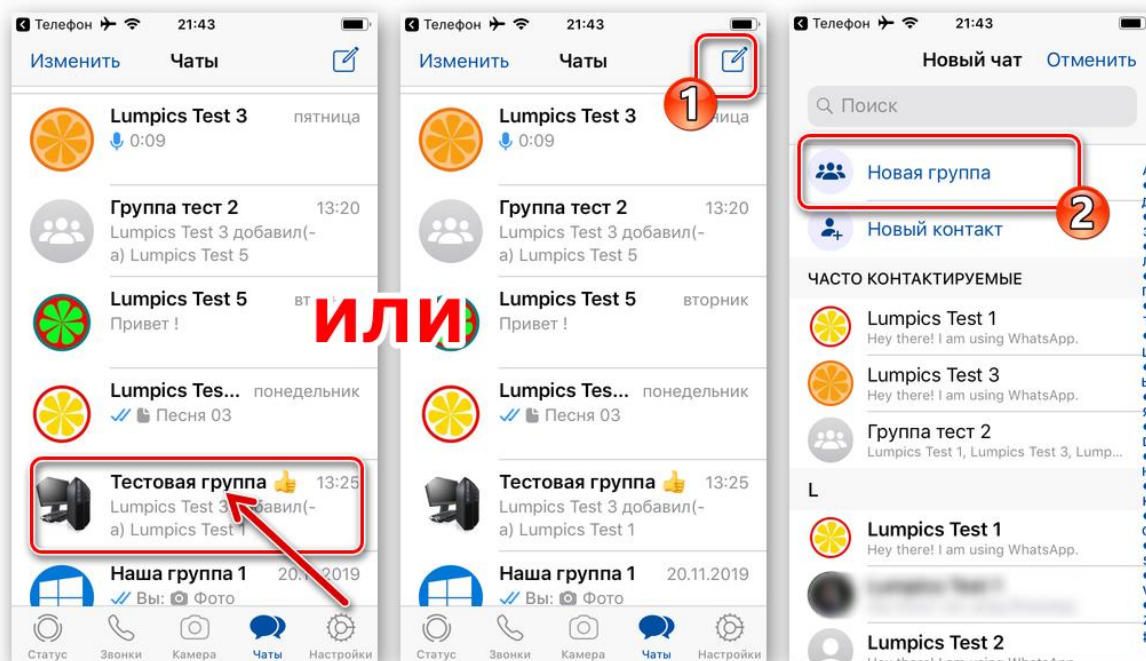 Телефон 21:43
Изменить Чаты
Lumpics Test 3 пятница
0:09
Группа тест 2 13:20
Lumpics Test 3 добавил(-
а) Lumpics Test 5
Lumpics Test 5
Привет !
Lumpics Tes... понедельник
Песня 03
Тестовая группа 👍 13:25
Lumpics Test 3
а) Lumpics Test 1
Наша группа 1
Вы: Фото
Статус Звонки Камера Чаты Настройки
или
Телефон 21:43
Изменить Чаты
1
Lumpics Test 3
0:09
Группа тест 2 13:20
Lumpics Test 3 добавил(-
а) Lumpics Test 5
Lumpics Test 5 вторник
Привет !
Lumpics Tes... понедельник
Песня 03
Тестовая группа 👍 13:25
Lumpics Test 3 добавил(-
а) Lumpics Test 1
Наша группа 1 20.11.2019
Вы: Фото
Статус Звонки Камера Чаты Настройки
Телефон 21:43
Новый чат Отменить
Поиск
Новая группа
2
Новый контакт
ЧАСТО КОНТАКТИРУЕМЫЕ
Lumpics Test 1
Hey there! I am using WhatsApp.
Lumpics Test 3
Hey there! I am using WhatsApp.
Группа тест 2
Lumpics Test 1, Lumpics Test 3, Lump...
L
Lumpics Test 1
Hey there! I am using WhatsApp.
Lumpics Test 2